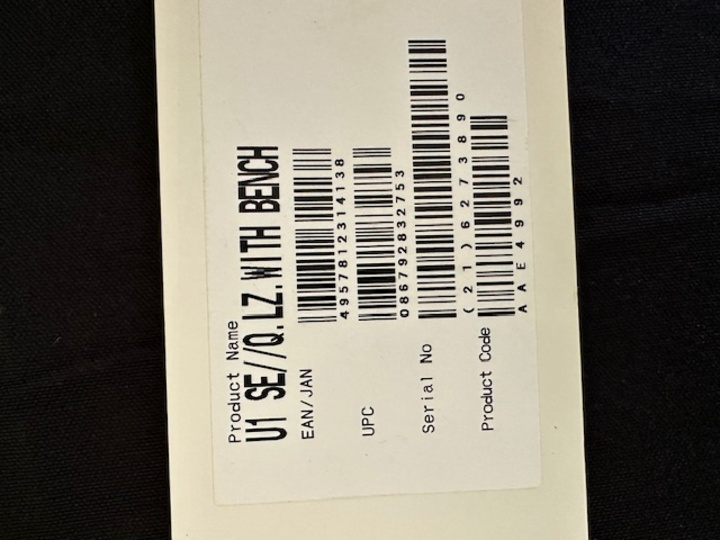 Product Name
U1 SE//Q.LZ.WITH BENCH
EAN/JAN
4957812314138
UPC
086792832753
Serial No
(21)6273890
Product Code
AAE4992